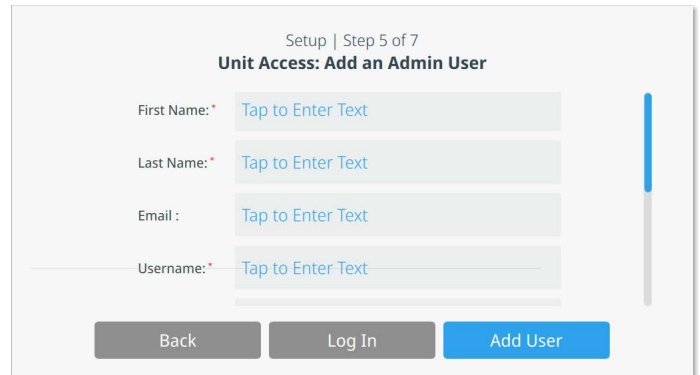 Setup | Step 5 of 7
Unit Access: Add an Admin User
First Name:* Tap to Enter Text
Last Name:* Tap to Enter Text
Email : Tap to Enter Text
Username:* Tap to Enter Text
Back Log In Add User